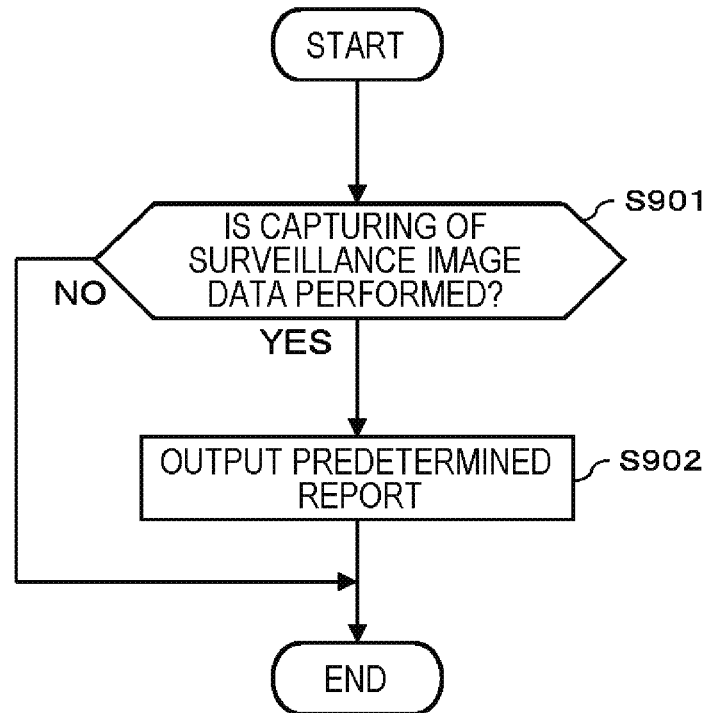 START
IS CAPTURING OF
SURVEILLANCE IMAGE
DATA PERFORMED?
S901
NO
YES
OUTPUT PREDETERMINED
REPORT
S902
END